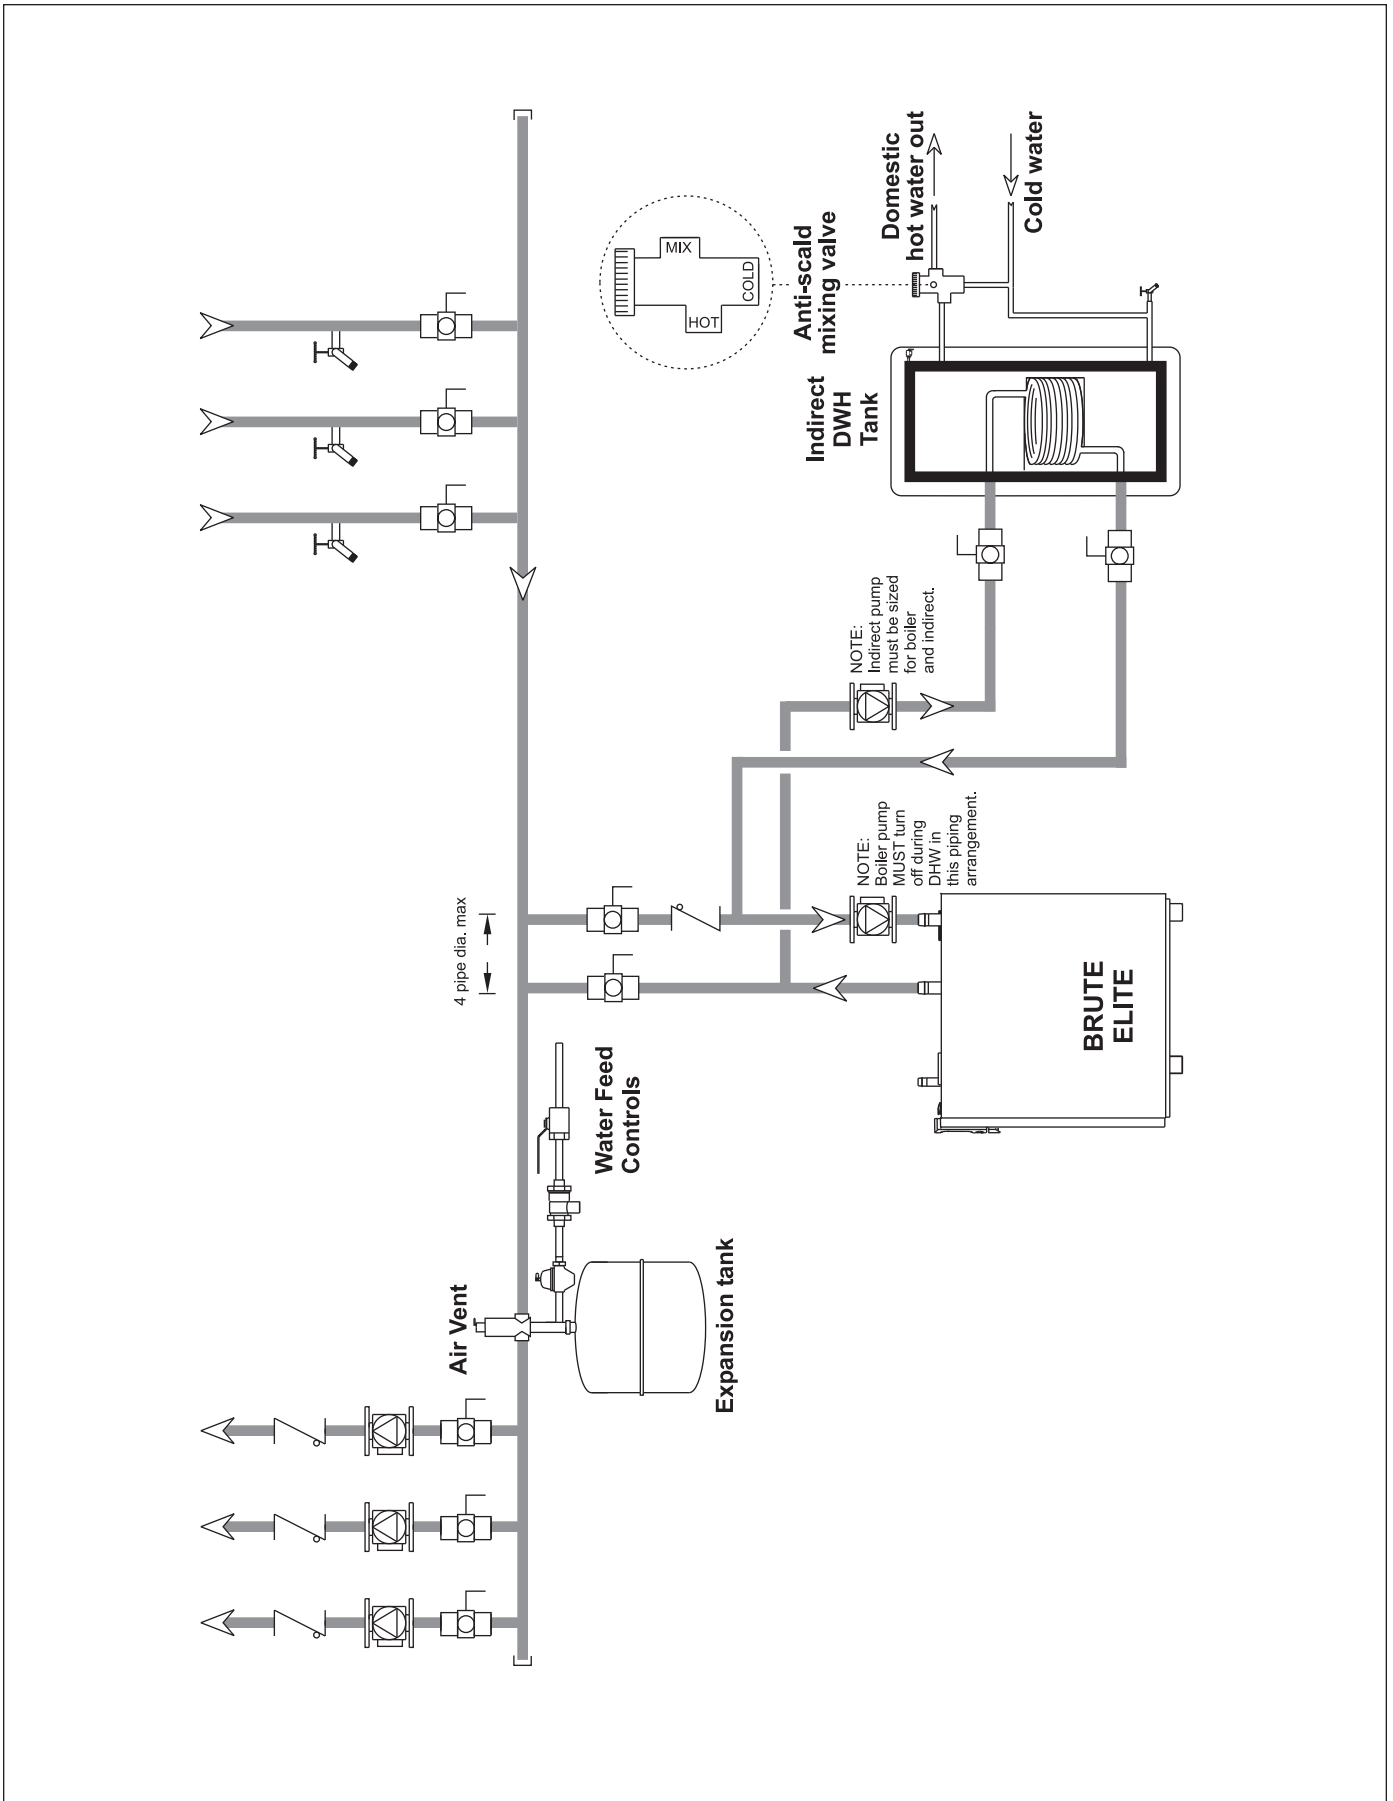 4 pipe dia. max
Air Vent
Water Feed
Controls
Expansion tank
MIX
HOT
COLD
Anti-scald
mixing valve
Domestic
hot water out
Cold water
Indirect
DWH
Tank
NOTE:
Indirect pump
must be sized
for boiler
and indirect.
NOTE:
Boiler pump
MUST turn
off during
DHW in
this piping
arrangement.
BRUTE
ELITE